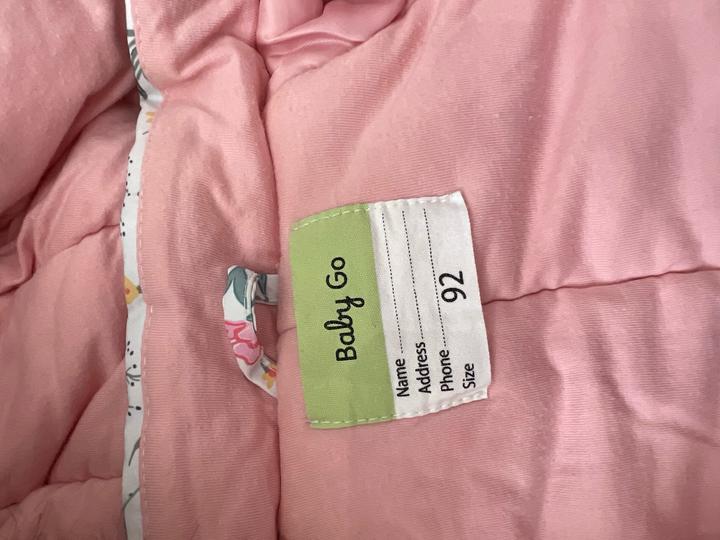 Baby Go
Name
Address
Phone
Size 92